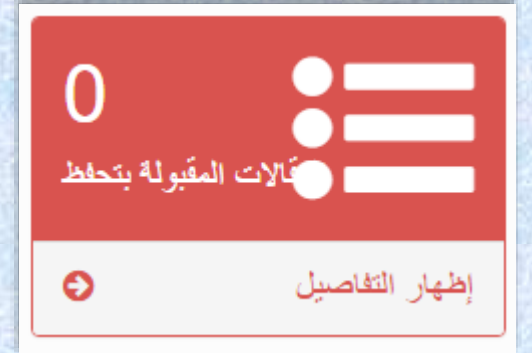 0
المقبولة بتحفظ
إظهار التفاصيل